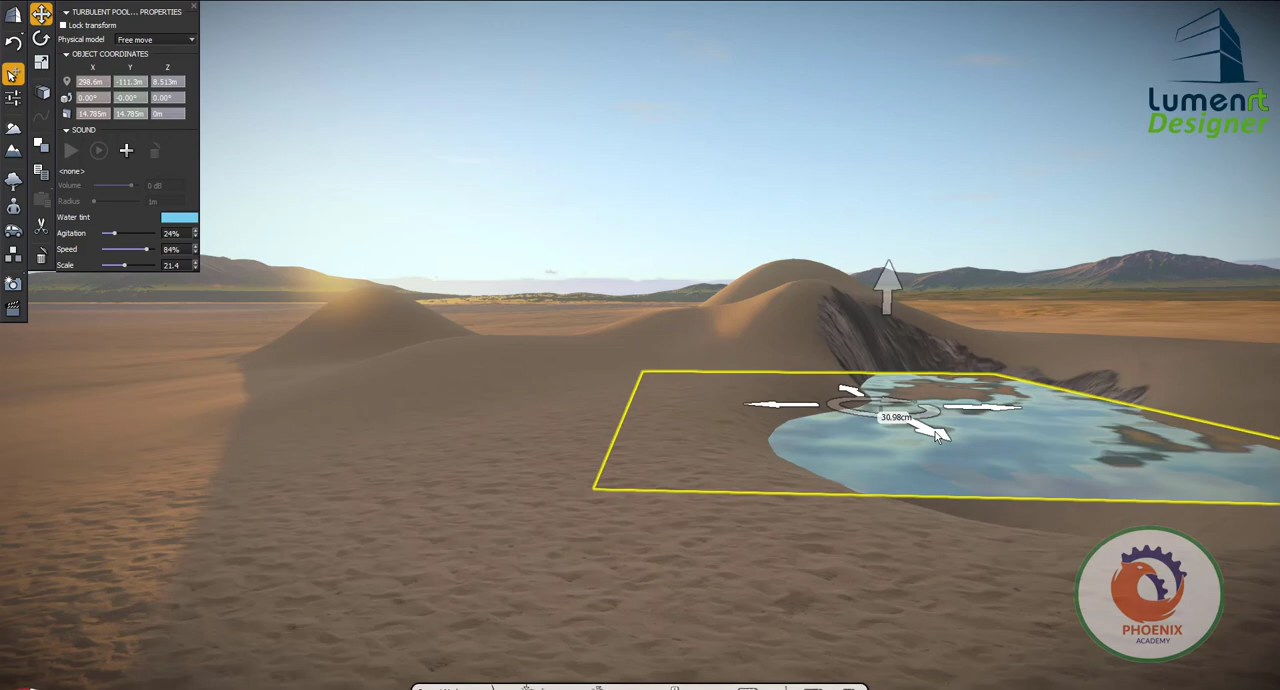 TURBULENT POOL... PROPERTIES
Lock transform
Physical model Free move
OBJECT COORDINATES
X Y Z
298.6m -111.3m 8.513m
0.00° -0.00° 0.00°
14.785m 14.785m 0m
SOUND
<none>
Volume 0 dB
Radius 1m
Water tint
Agitation 24%
Speed 84%
Scale 21.4
Lumenrt
Designer
30.98cm
PHOENIX
ACADEMY